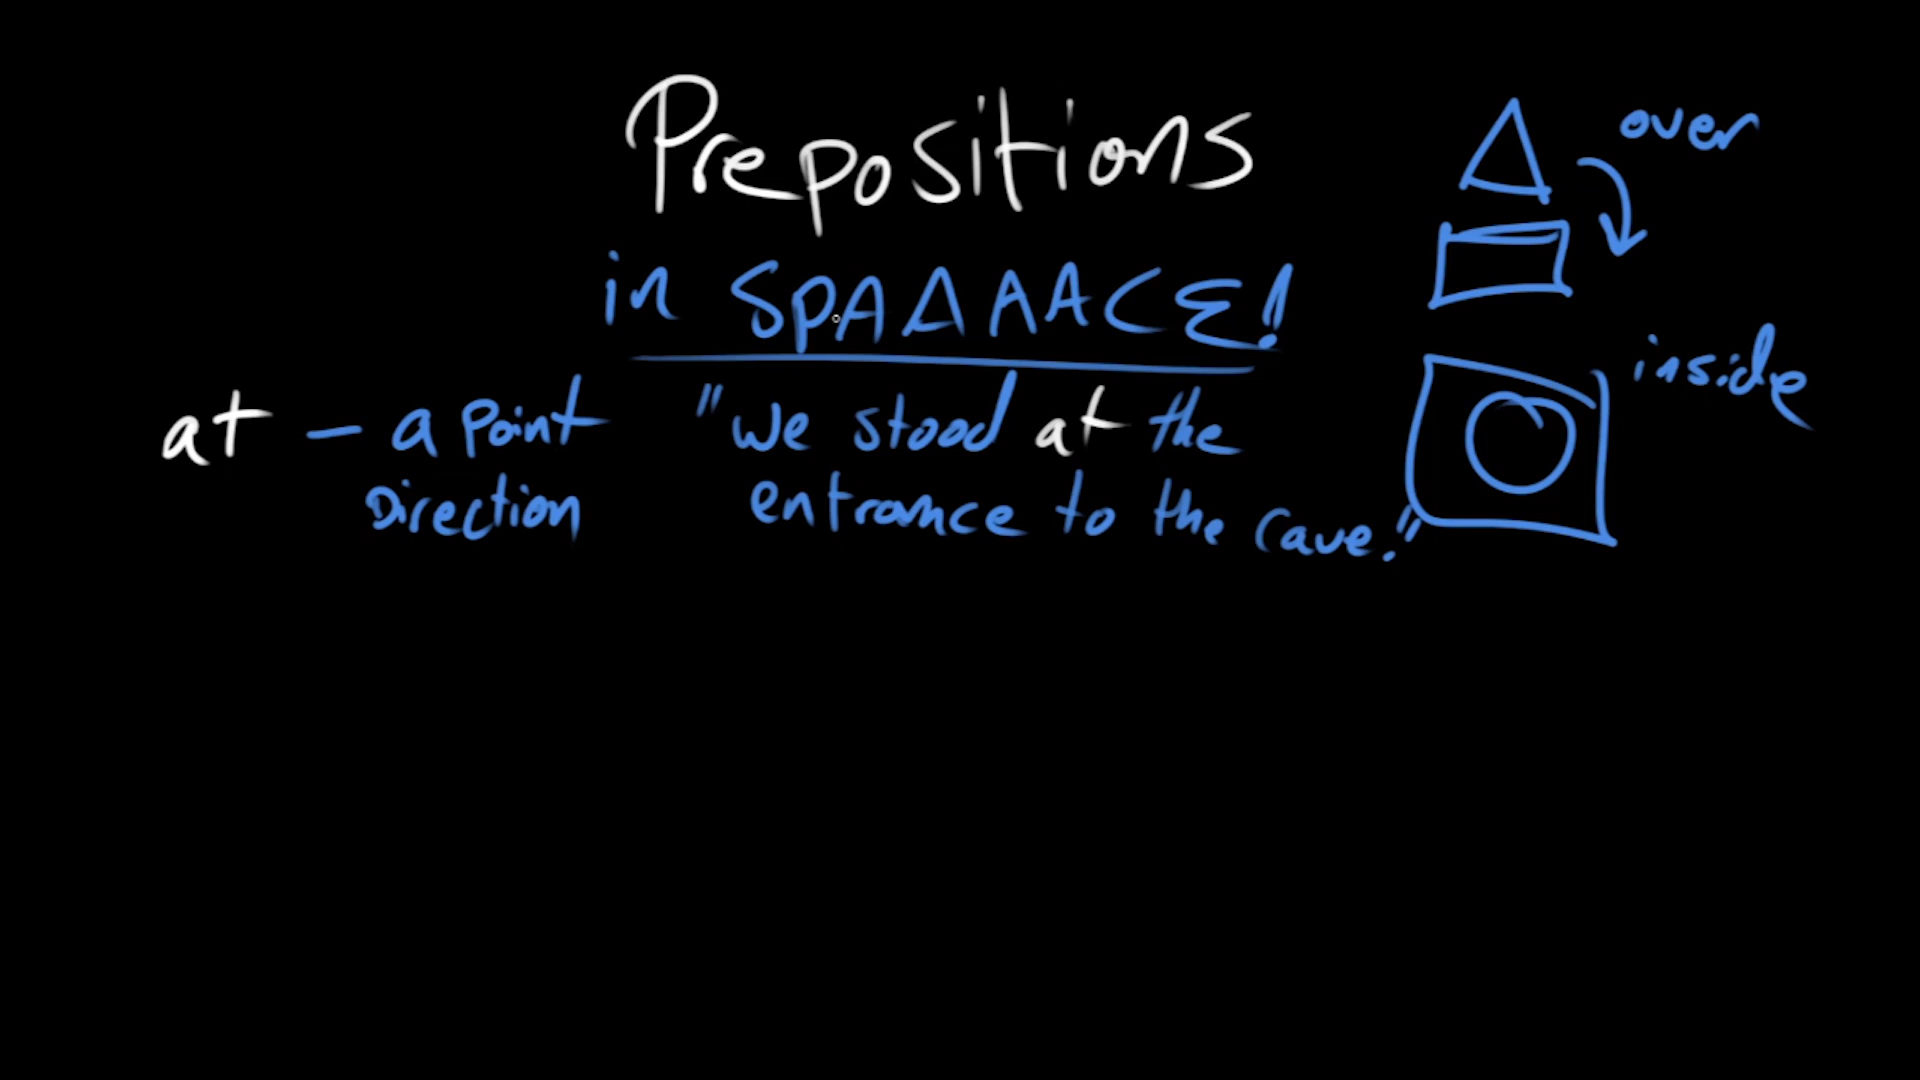 Prepositions
in SPAAAACE!
over
inside
at – a point "we stood at the
Direction entrance to the cave."